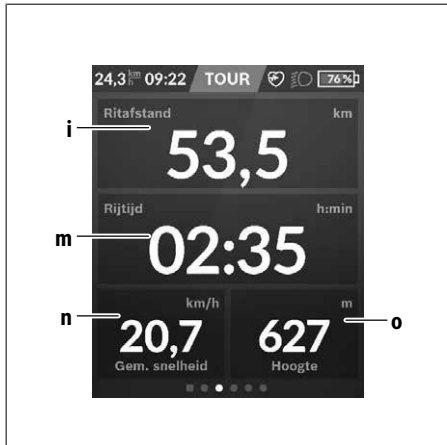 24,3 km/h 09:22 TOUR 76 %
Ritafstand km
i
53,5
Rijtijd h:min
m
02:35
km/h m
n
o
20,7 627
Gem. snelheid Hoogte